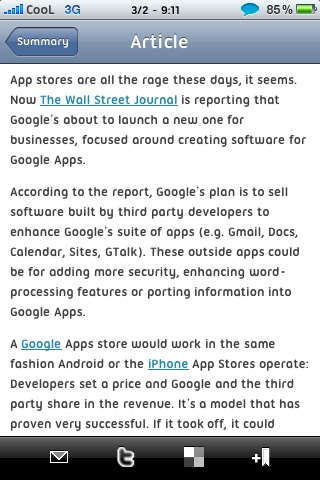 CooL 3G 3/2 - 9:11 85%
Summary Article
App stores are all the rage these days, it seems.
Now The Wall Street Journal is reporting that
Google's about to launch a new one for
businesses, focused around creating software for
Google Apps.
According to the report, Google's plan is to sell
software built by third party developers to
enhance Google's suite of apps (e.g. Gmail, Docs,
Calendar, Sites, GTalk). These outside apps could
be for adding more security, enhancing word-
processing features or porting information into
Google Apps.
A Google Apps store would work in the same
fashion Android or the iPhone App Stores operate:
Developers set a price and Google and the third
party share in the revenue. It's a model that has
proven very successful. If it took off, it could